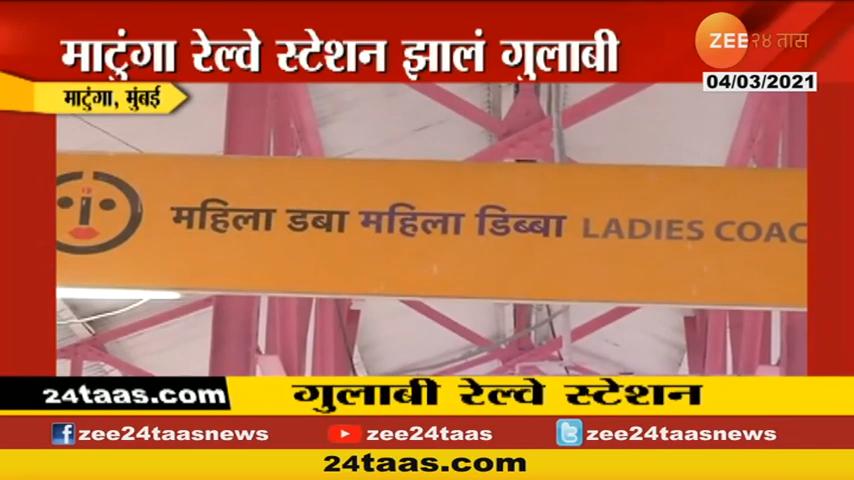 माटुंगा रेल्वे स्टेशन झालं गुलाबी
ZEE २४ तास
04/03/2021
माटुंगा, मुंबई
महिला डबा महिला डिब्बा LADIES COAC
24taas.com गुलाबी रेल्वे स्टेशन
zee24taasnews zee24taas zee24taasnews
24taas.com